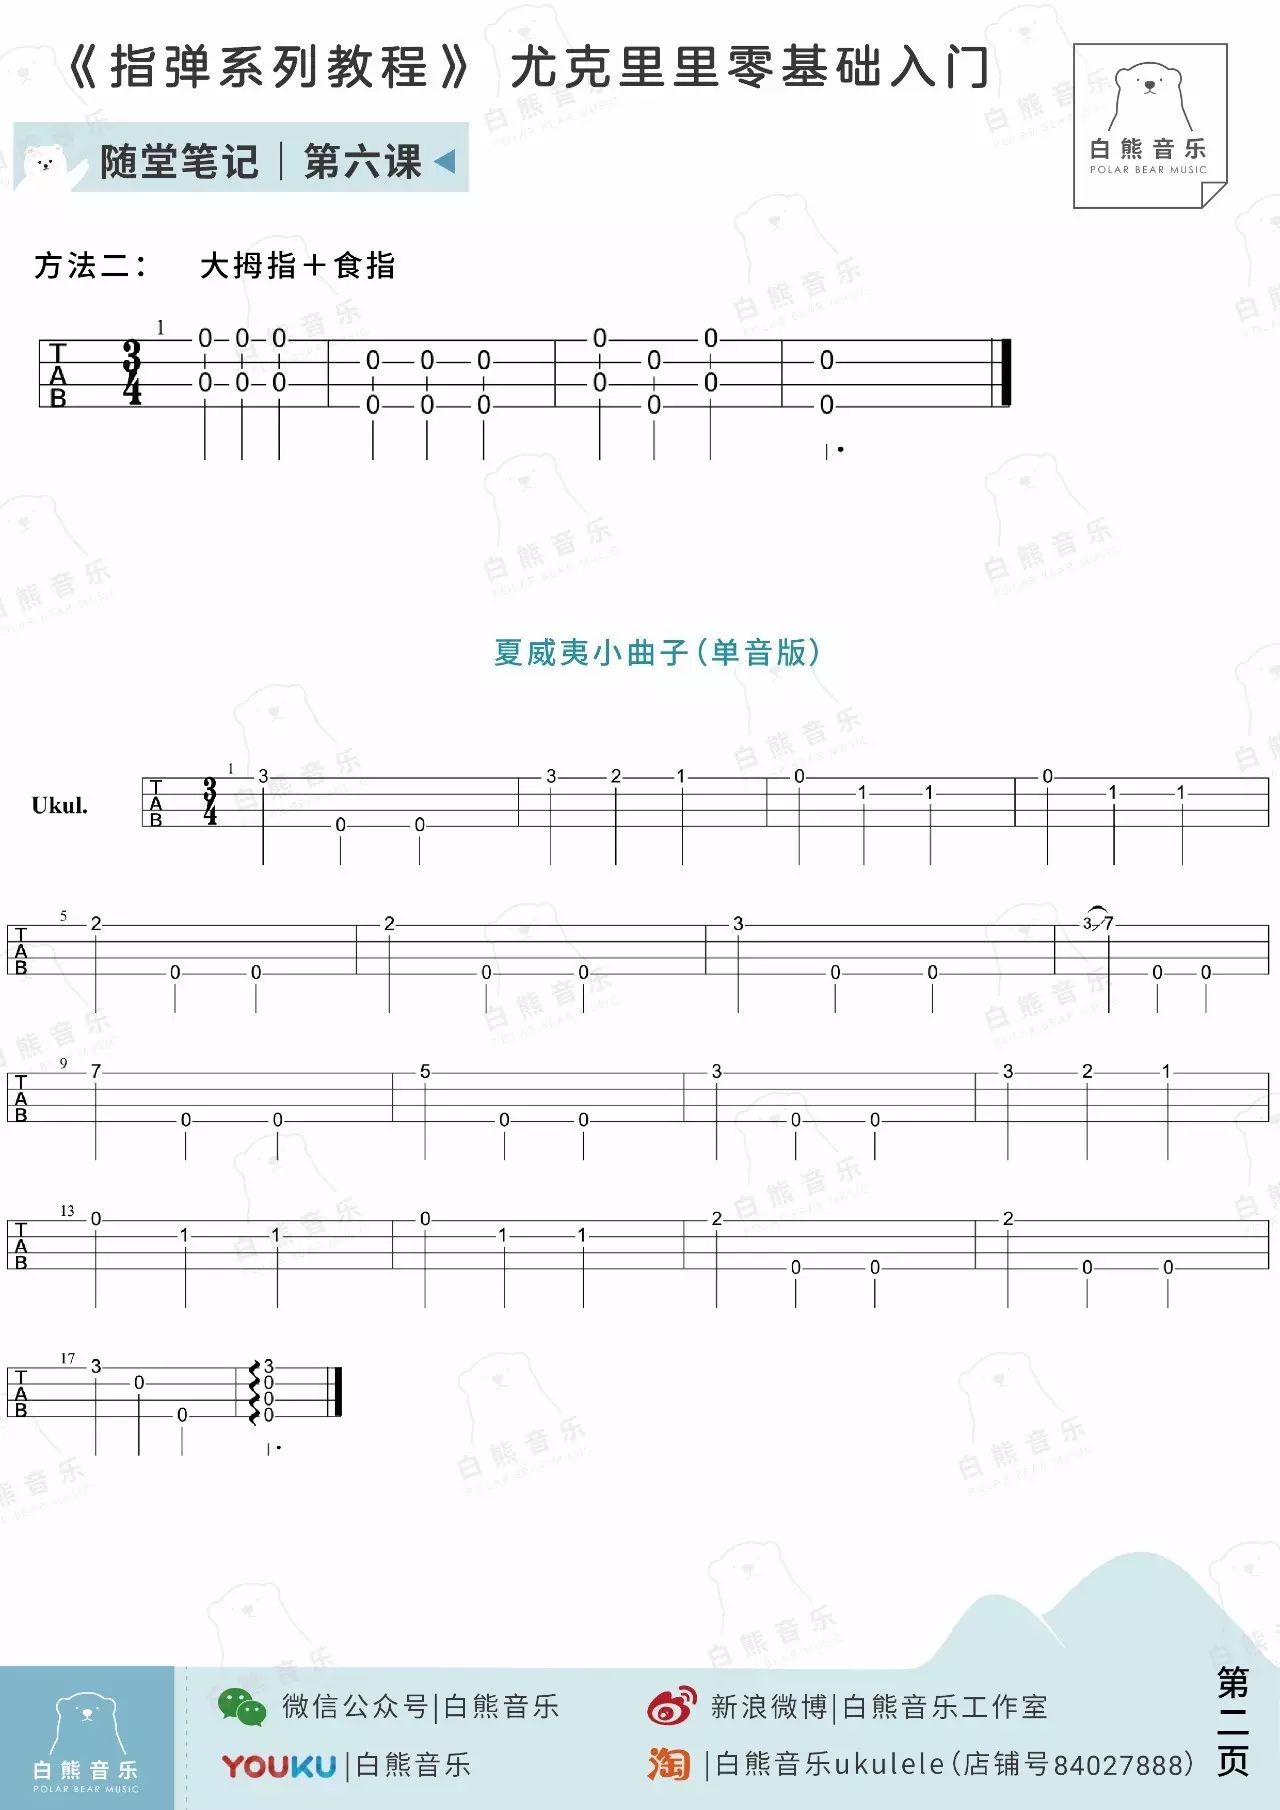 《指弹系列教程》 尤克里里零基础入门
白熊音乐
POLAR BEAR MUSIC
随堂笔记｜第六课
方法二： 大拇指＋食指
1
TAB 3/4
0 0 0 0 0 0
0 0 0 0 0 0
0 0 0 0 0 0
0 0
夏威夷小曲子(单音版)
Ukul.
1
TAB 3/4 3 0 0 3 2 1 0 1 1 0 1 1
5
TAB 2 0 0 2 0 0 3 0 0 3 7 0 0
9
TAB 7 0 0 5 0 0 3 0 0 3 2 1
13
TAB 0 1 1 0 1 1 2 0 0 2 0 0
17
TAB 3 0 0 3 0 0 0
第二页
微信公众号|白熊音乐
新浪微博|白熊音乐工作室
YOUKU|白熊音乐
淘|白熊音乐ukulele(店铺号84027888)
白熊音乐
POLAR BEAR MUSIC